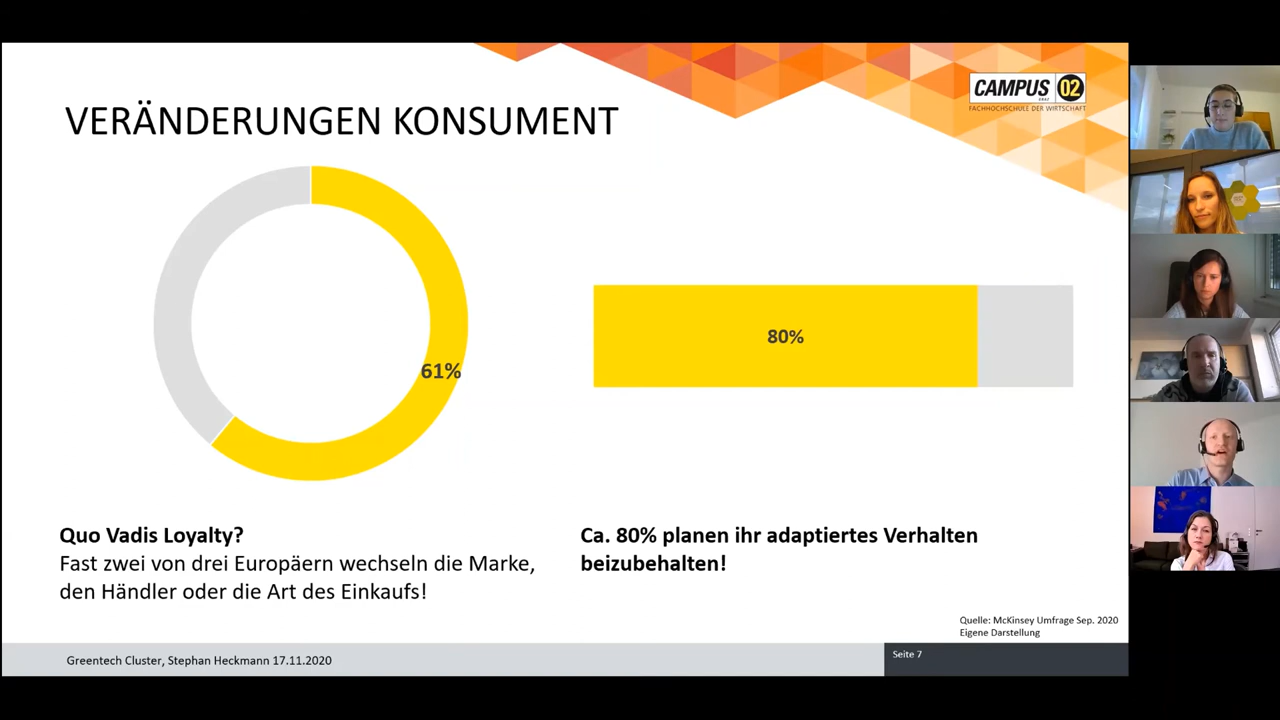 CAMPUS 02
GRAZ
FACHHOCHSCHULE DER WIRTSCHAFT
VERÄNDERUNGEN KONSUMENT
61%
80%
Quo Vadis Loyalty?
Fast zwei von drei Europäern wechseln die Marke,
den Händler oder die Art des Einkaufs!
Ca. 80% planen ihr adaptiertes Verhalten
beizubehalten!
Quelle: McKinsey Umfrage Sep. 2020
Eigene Darstellung
Greentech Cluster, Stephan Heckmann 17.11.2020
Seite 7